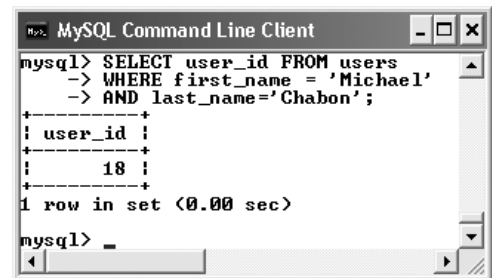 MySQL Command Line Client
mysql> SELECT user_id FROM users
    -> WHERE first_name = 'Michael'
    -> AND last_name='Chabon';
+---------+
| user_id |
+---------+
|      18 |
+---------+
1 row in set (0.00 sec)
mysql> _